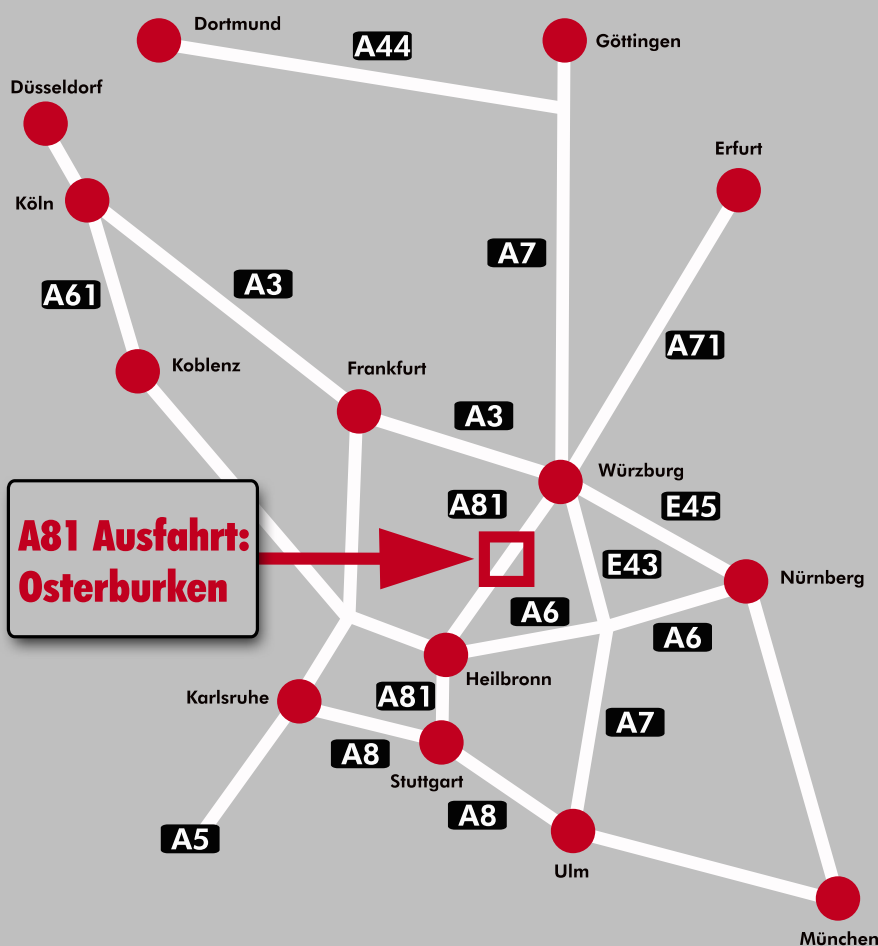 Dortmund
A44
Göttingen
Düsseldorf
Erfurt
Köln
A7
A3
A61
A71
Koblenz
Frankfurt
A3
Würzburg
A81
E45
A81 Ausfahrt:
Osterburken
E43
Nürnberg
A6
A6
Heilbronn
Karlsruhe
A81
A7
A8
Stuttgart
A8
A5
Ulm
München